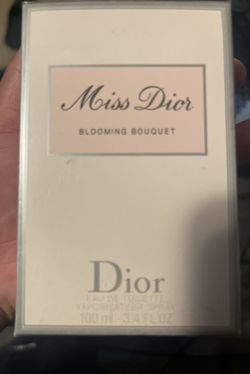 Miss Dior
BLOOMING BOUQUET
Dior
EAU DE TOILETTE
VAPORISATEUR SPRAY
100 ml - 3.4 FL. OZ